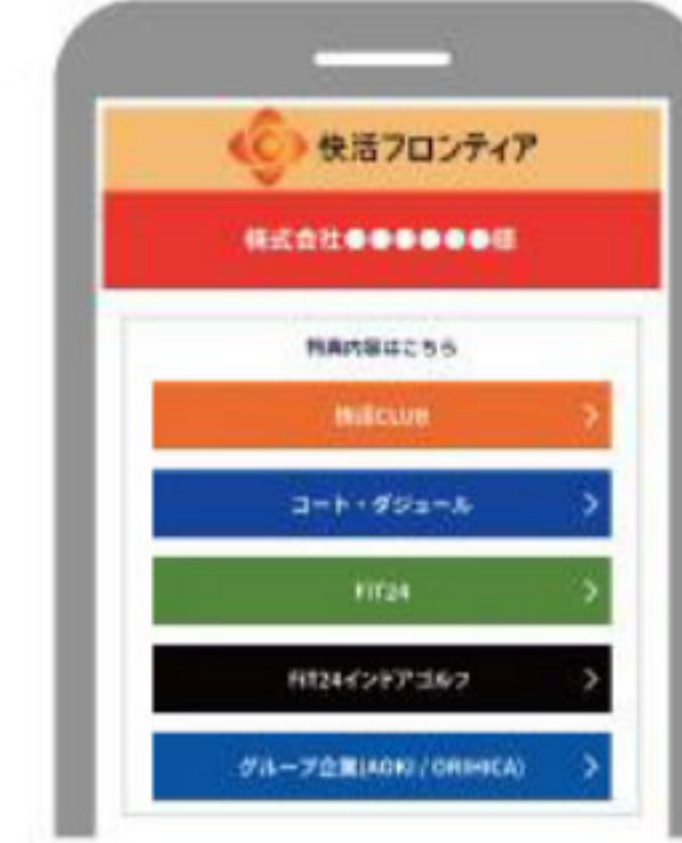 快活フロンティア
株式会社●●●●●●様
特典内容はこちら
快活CLUB
コート・ダジュール
FIT24
FIT24インドアゴルフ
グループ企業(AOKI / ORIHICA)